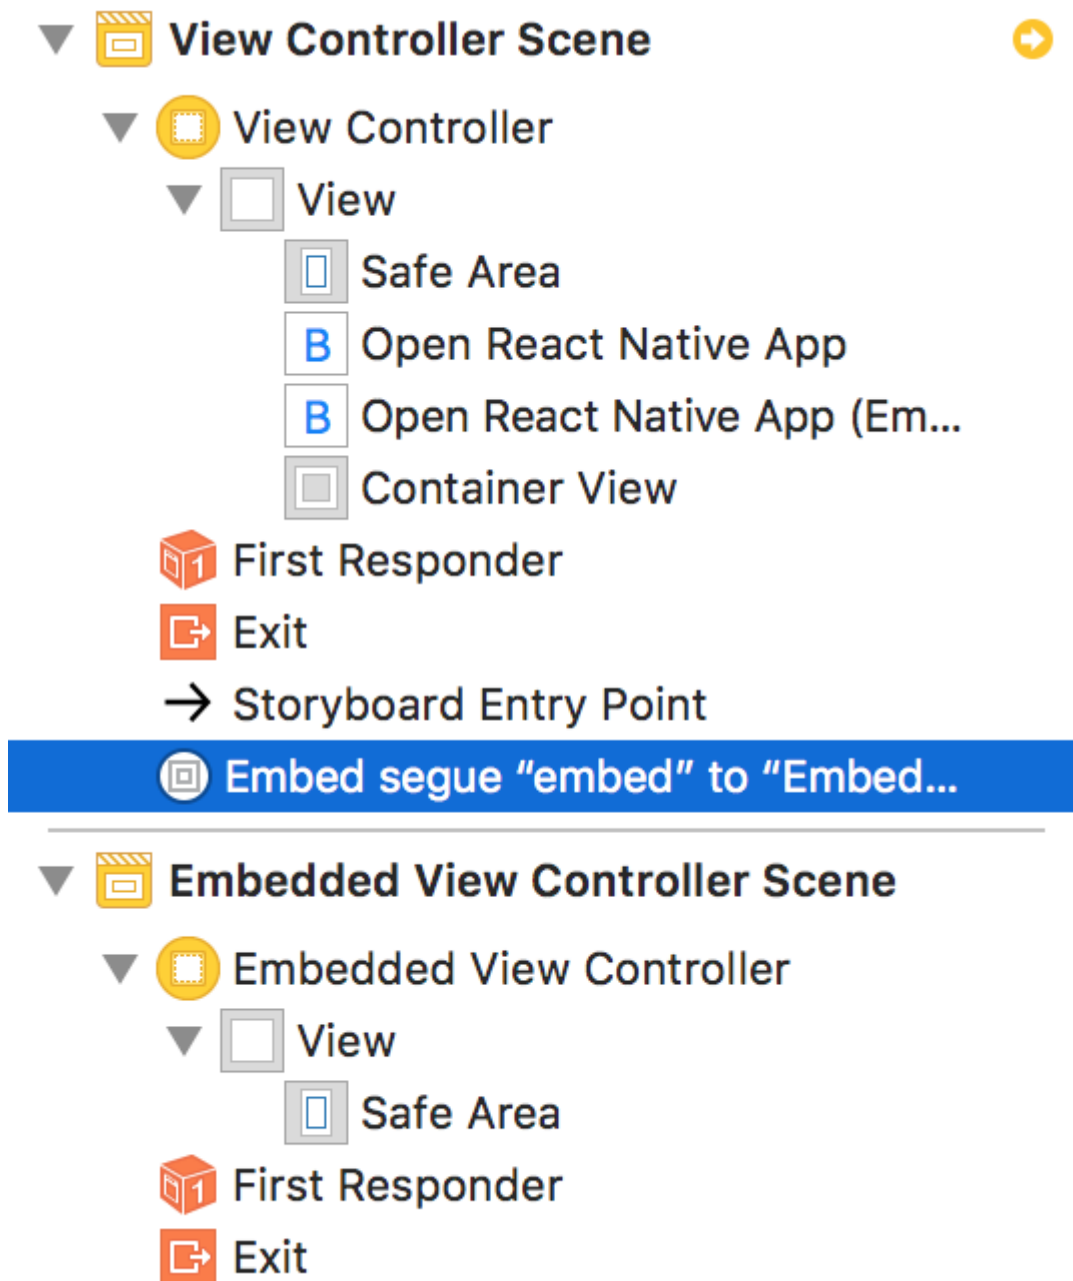 View Controller Scene
View Controller
View
Safe Area
B Open React Native App
B Open React Native App (Em...
Container View
1 First Responder
Exit
Storyboard Entry Point
Embed segue “embed” to “Embed...
Embedded View Controller Scene
Embedded View Controller
View
Safe Area
1 First Responder
Exit